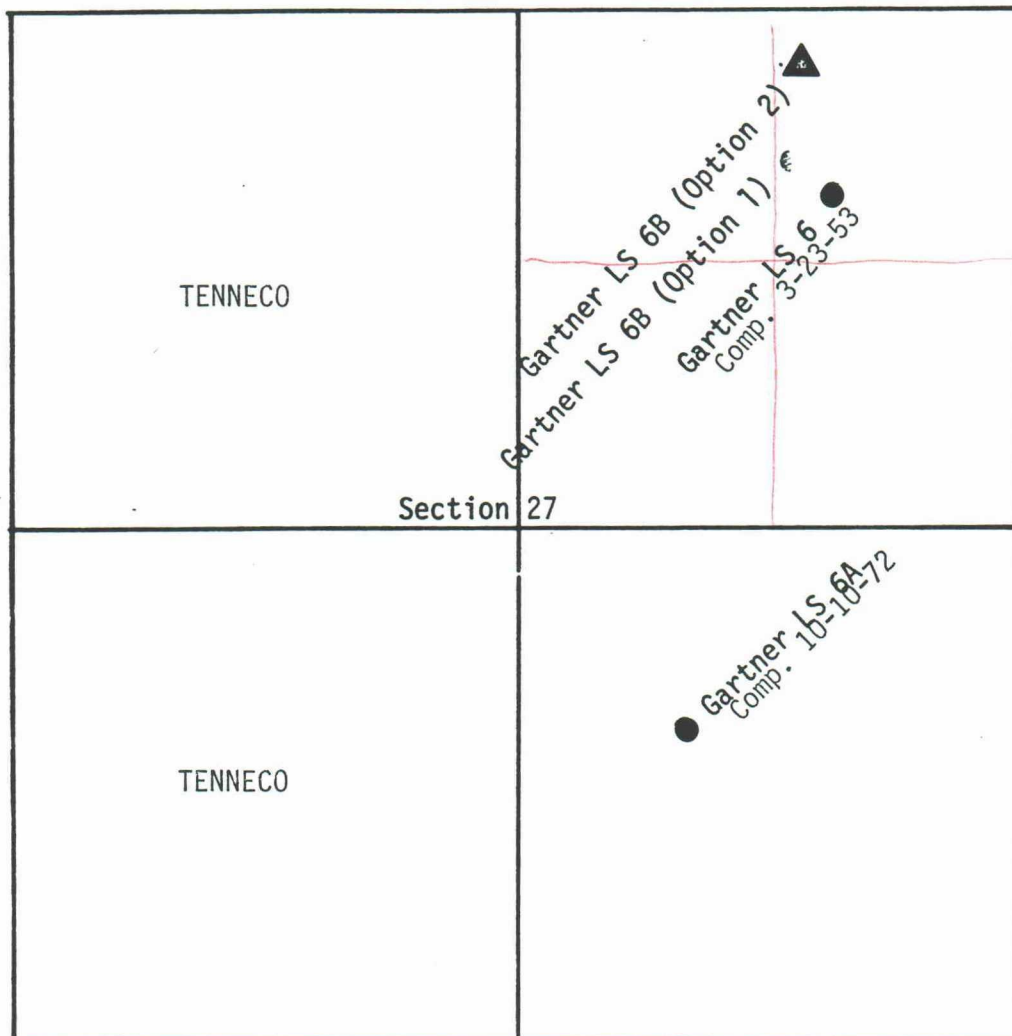 Gartner LS 6B (Option 2)
Gartner LS 6B (Option 1)
Gartner LS 6
Comp. 3-23-53
TENNECO
Section 27
Gartner LS 6A
Comp. 10-10-72
TENNECO